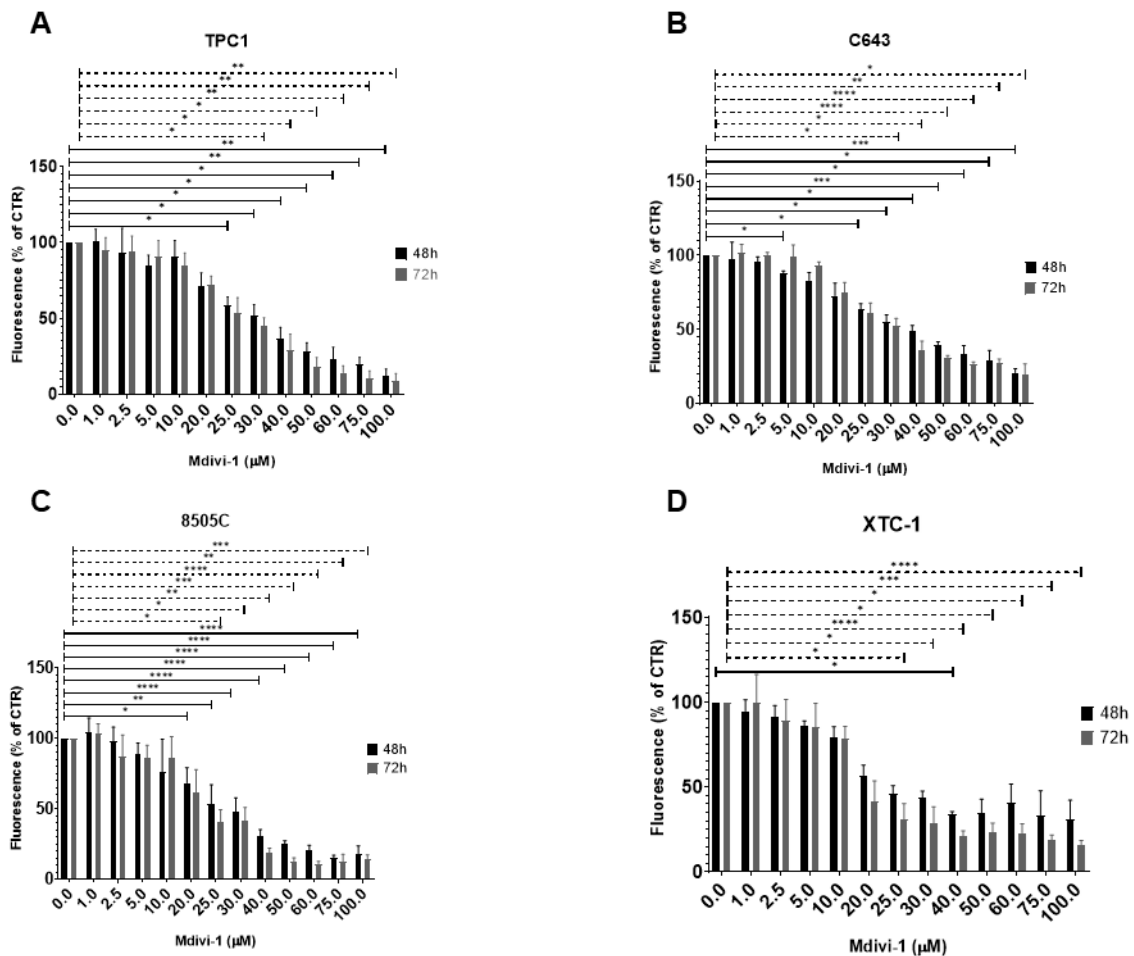 A
TPC1
**
**
**
*
*
*
**
**
*
*
*
*
*
Fluorescence (% of CTR)
150
100
50
0
0.0 1.0 2.5 5.0 10.0 20.0 25.0 30.0 40.0 50.0 60.0 75.0 100.0
Mdivi-1 (μM)
48h
72h
B
C643
*
**
****
****
*
*
***
*
*
***
*
*
*
*
Fluorescence (% of CTR)
150
100
50
0
0.0 1.0 2.5 5.0 10.0 20.0 25.0 30.0 40.0 50.0 60.0 75.0 100.0
Mdivi-1 (μM)
48h
72h
C
8505C
***
**
****
***
**
*
*
****
****
****
****
****
****
**
*
Fluorescence (% of CTR)
150
100
50
0
0.0 1.0 2.5 5.0 10.0 20.0 25.0 30.0 40.0 50.0 60.0 75.0 100.0
Mdivi-1 (μM)
48h
72h
D
XTC-1
****
***
*
*
****
*
*
*
Fluorescence (% of CTR)
150
100
50
0
0.0 1.0 2.5 5.0 10.0 20.0 25.0 30.0 40.0 50.0 60.0 75.0 100.0
Mdivi-1 (μM)
48h
72h